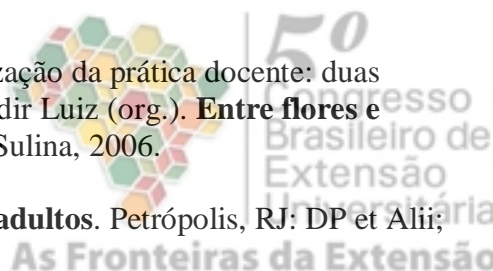 zação da prática docente: duas
dir Luiz (org.). Entre flores e
Sulina, 2006.
adultos. Petrópolis, RJ: DP et Alii;
5º
Congresso
Brasileiro de
Extensão
Universitária
As Fronteiras da Extensão